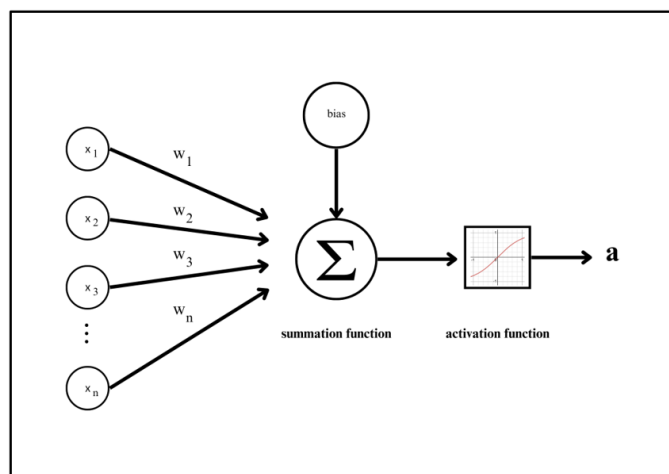 bias
x1
w1
x2
w2
w3
x3
Σ
a
wn
summation function
activation function
xn